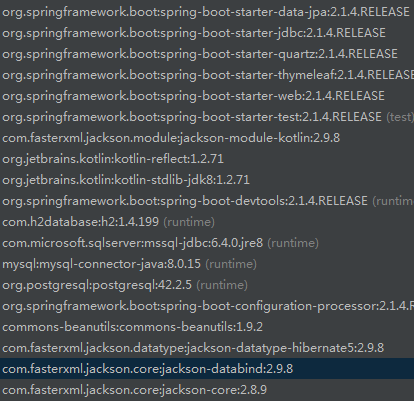 org.springframework.boot:spring-boot-starter-data-jpa:2.1.4.RELEASE
org.springframework.boot:spring-boot-starter-jdbc:2.1.4.RELEASE
org.springframework.boot:spring-boot-starter-quartz:2.1.4.RELEASE
org.springframework.boot:spring-boot-starter-thymeleaf:2.1.4.RELEASE
org.springframework.boot:spring-boot-starter-web:2.1.4.RELEASE
org.springframework.boot:spring-boot-starter-test:2.1.4.RELEASE (test)
com.fasterxml.jackson.module:jackson-module-kotlin:2.9.8
org.jetbrains.kotlin:kotlin-reflect:1.2.71
org.jetbrains.kotlin:kotlin-stdlib-jdk8:1.2.71
org.springframework.boot:spring-boot-devtools:2.1.4.RELEASE (runtim
com.h2database:h2:1.4.199 (runtime)
com.microsoft.sqlserver:mssql-jdbc:6.4.0.jre8 (runtime)
mysql:mysql-connector-java:8.0.15 (runtime)
org.postgresql:postgresql:42.2.5 (runtime)
org.springframework.boot:spring-boot-configuration-processor:2.1.4.R
commons-beanutils:commons-beanutils:1.9.2
com.fasterxml.jackson.datatype:jackson-datatype-hibernate5:2.9.8
com.fasterxml.jackson.core:jackson-databind:2.9.8
com.fasterxml.jackson.core:jackson-core:2.8.9